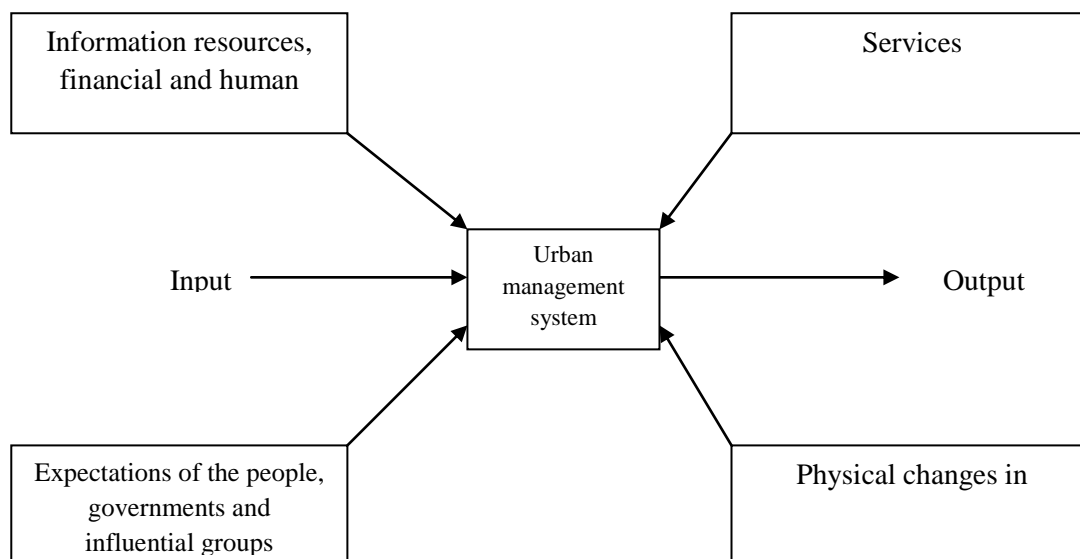 Information resources,
financial and human
Services
Input
Urban
management
system
Output
Expectations of the people,
governments and
influential groups
Physical changes in